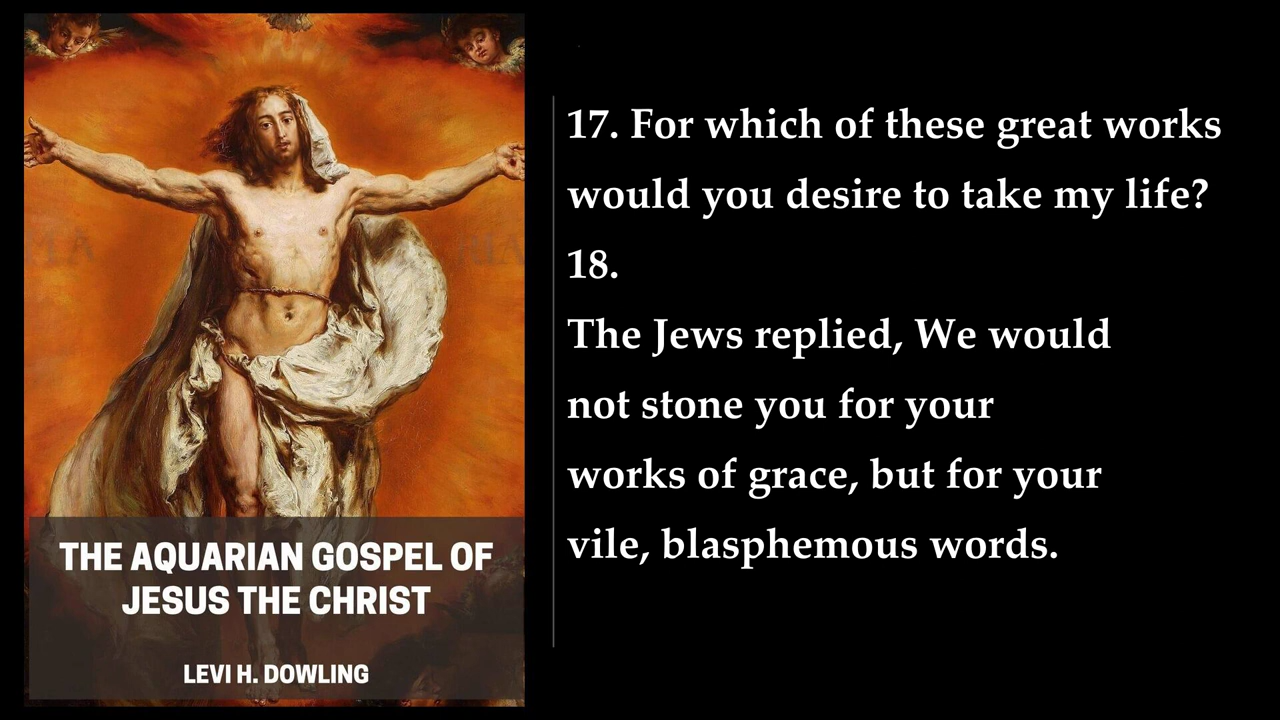 17. For which of these great works
would you desire to take my life?
18.
The Jews replied, We would
not stone you for your
works of grace, but for your
vile, blasphemous words.
THE AQUARIAN GOSPEL OF
JESUS THE CHRIST
LEVI H. DOWLING